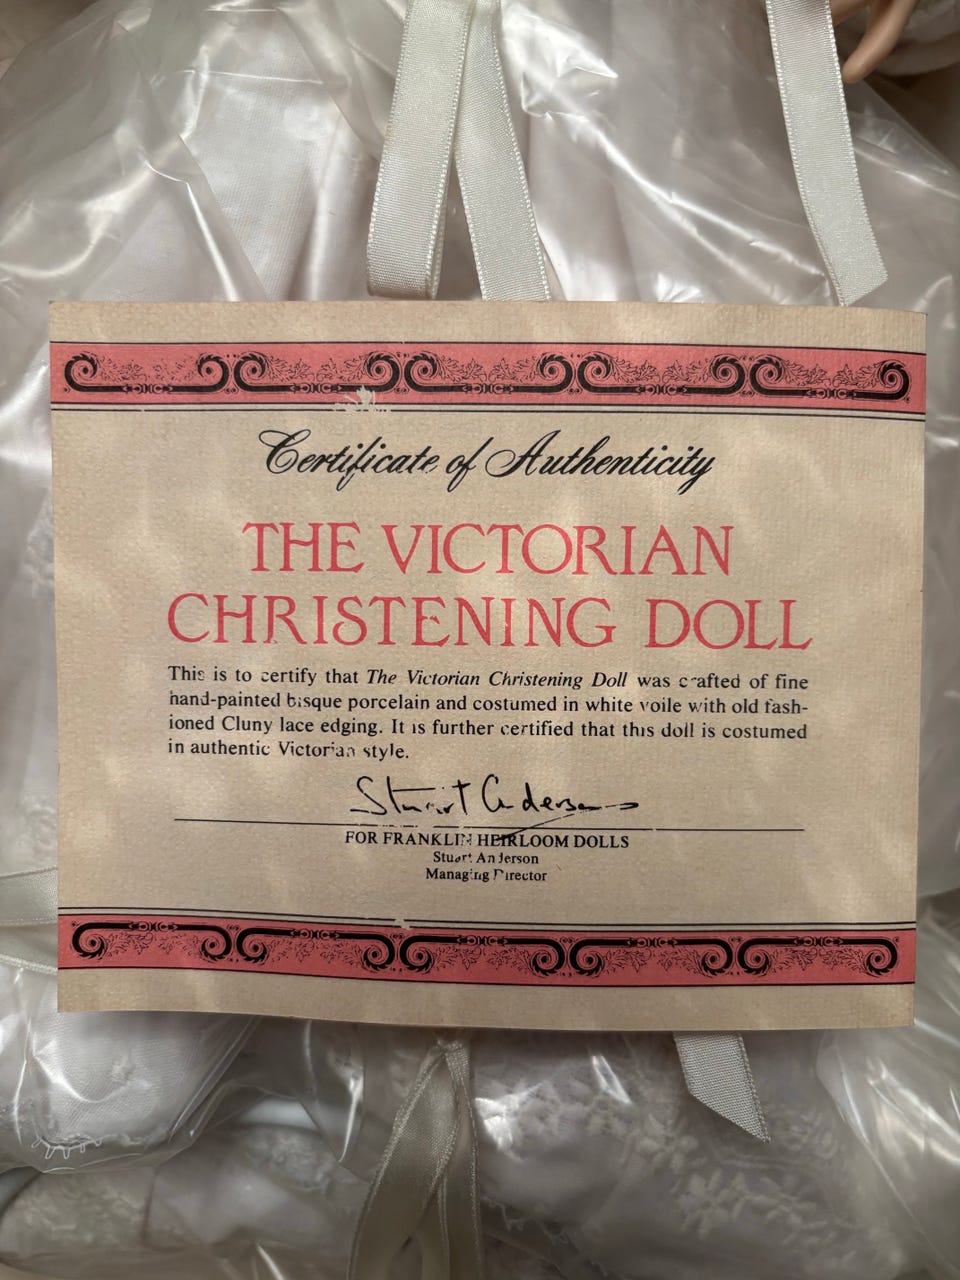 Certificate of Authenticity
THE VICTORIAN
CHRISTENING DOLL
This is to certify that The Victorian Christening Doll was crafted of fine
hand-painted bisque porcelain and costumed in white voile with old fash-
ioned Cluny lace edging. It is further certified that this doll is costumed
in authentic Victorian style.
Stuart Anderson
FOR FRANKLIN HEIRLOOM DOLLS
Stuart Anderson
Managing Director